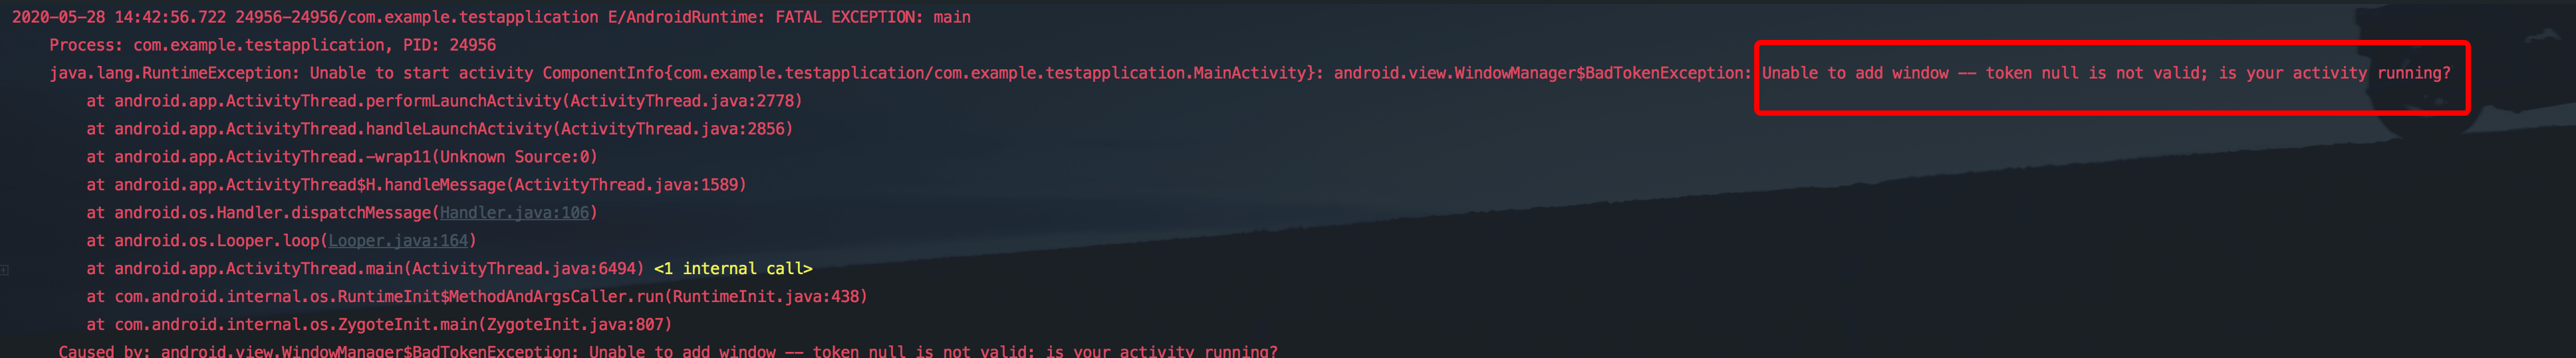 2020-05-28 14:42:56.722 24956-24956/com.example.testapplication E/AndroidRuntime: FATAL EXCEPTION: main
Process: com.example.testapplication, PID: 24956
java.lang.RuntimeException: Unable to start activity ComponentInfo{com.example.testapplication/com.example.testapplication.MainActivity}: android.view.WindowManager$BadTokenException: Unable to add window -- token null is not valid; is your activity running?
at android.app.ActivityThread.performLaunchActivity(ActivityThread.java:2778)
at android.app.ActivityThread.handleLaunchActivity(ActivityThread.java:2856)
at android.app.ActivityThread.-wrap11(Unknown Source:0)
at android.app.ActivityThread$H.handleMessage(ActivityThread.java:1589)
at android.os.Handler.dispatchMessage(Handler.java:106)
at android.os.Looper.loop(Looper.java:164)
at android.app.ActivityThread.main(ActivityThread.java:6494) <1 internal call>
at com.android.internal.os.RuntimeInit$MethodAndArgsCaller.run(RuntimeInit.java:438)
at com.android.internal.os.ZygoteInit.main(ZygoteInit.java:807)
Caused by: android.view.WindowManager$BadTokenException: Unable to add window -- token null is not valid; is your activity running?